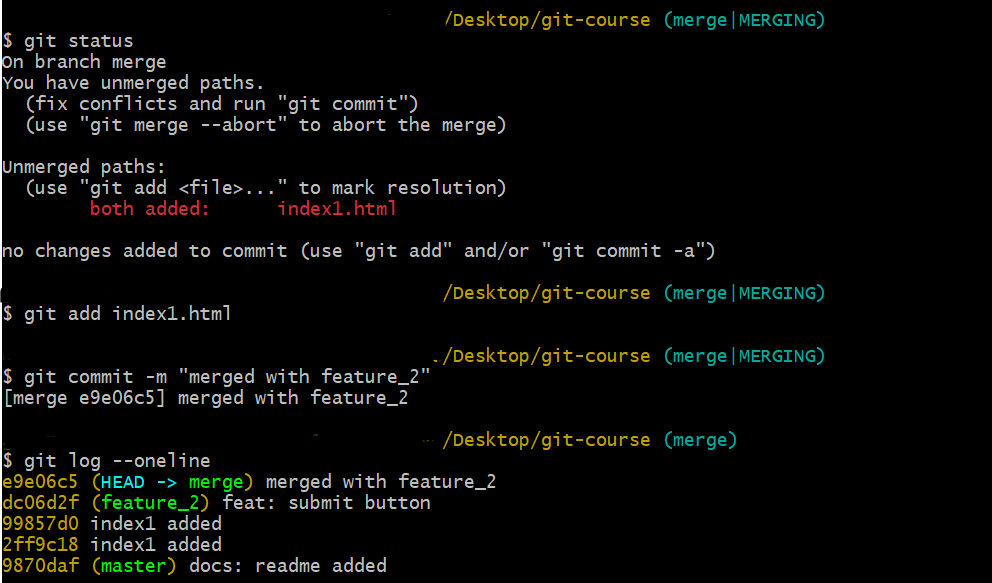 /Desktop/git-course (merge|MERGING)
$ git status
On branch merge
You have unmerged paths.
  (fix conflicts and run "git commit")
  (use "git merge --abort" to abort the merge)
Unmerged paths:
  (use "git add <file>..." to mark resolution)
        both added:      index1.html
no changes added to commit (use "git add" and/or "git commit -a")
/Desktop/git-course (merge|MERGING)
$ git add index1.html
/Desktop/git-course (merge|MERGING)
$ git commit -m "merged with feature_2"
[merge e9e06c5] merged with feature_2
/Desktop/git-course (merge)
$ git log --oneline
e9e06c5 (HEAD -> merge) merged with feature_2
dc06d2f (feature_2) feat: submit button
99857d0 index1 added
2ff9c18 index1 added
9870daf (master) docs: readme added